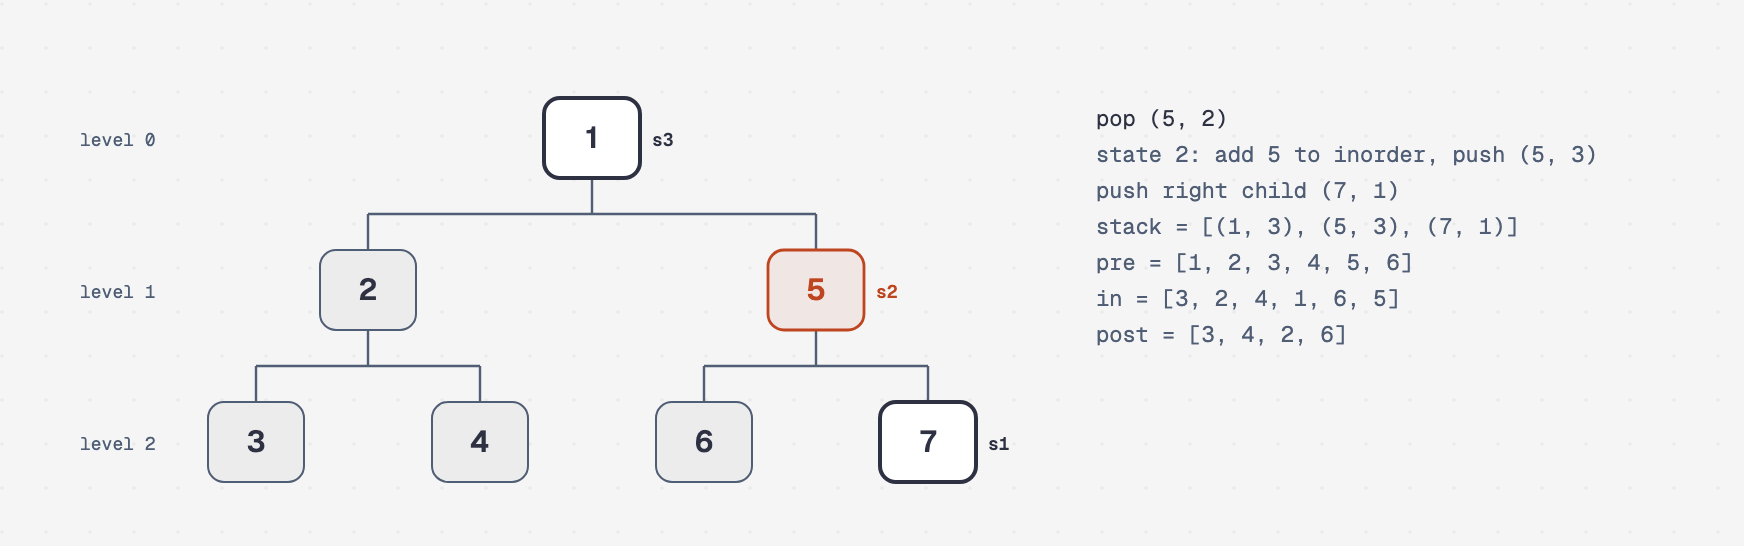 level 0
1 s3
level 1
2
5 s2
level 2
3
4
6
7 s1
pop (5, 2)
state 2: add 5 to inorder, push (5, 3)
push right child (7, 1)
stack = [(1, 3), (5, 3), (7, 1)]
pre = [1, 2, 3, 4, 5, 6]
in = [3, 2, 4, 1, 6, 5]
post = [3, 4, 2, 6]